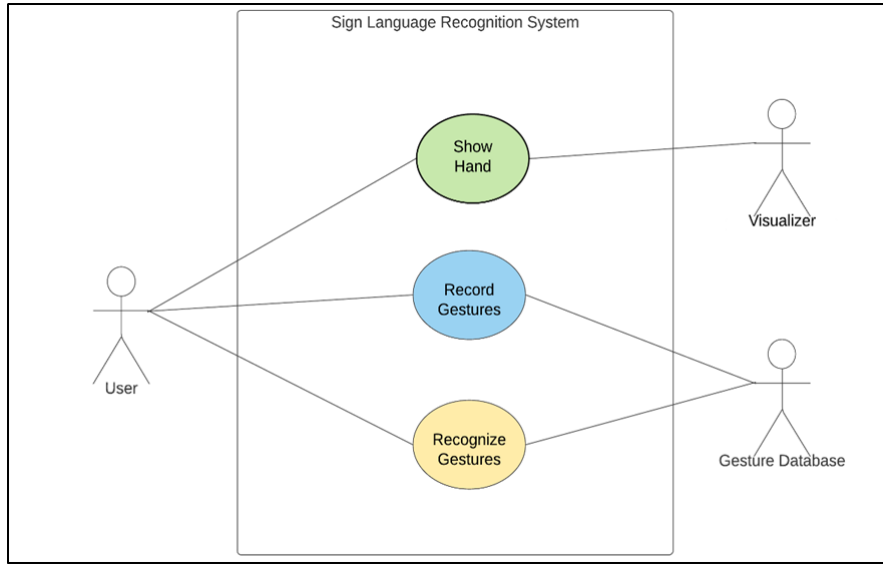 Sign Language Recognition System
Show
Hand
Visualizer
Record
Gestures
User
Recognize
Gestures
Gesture Database